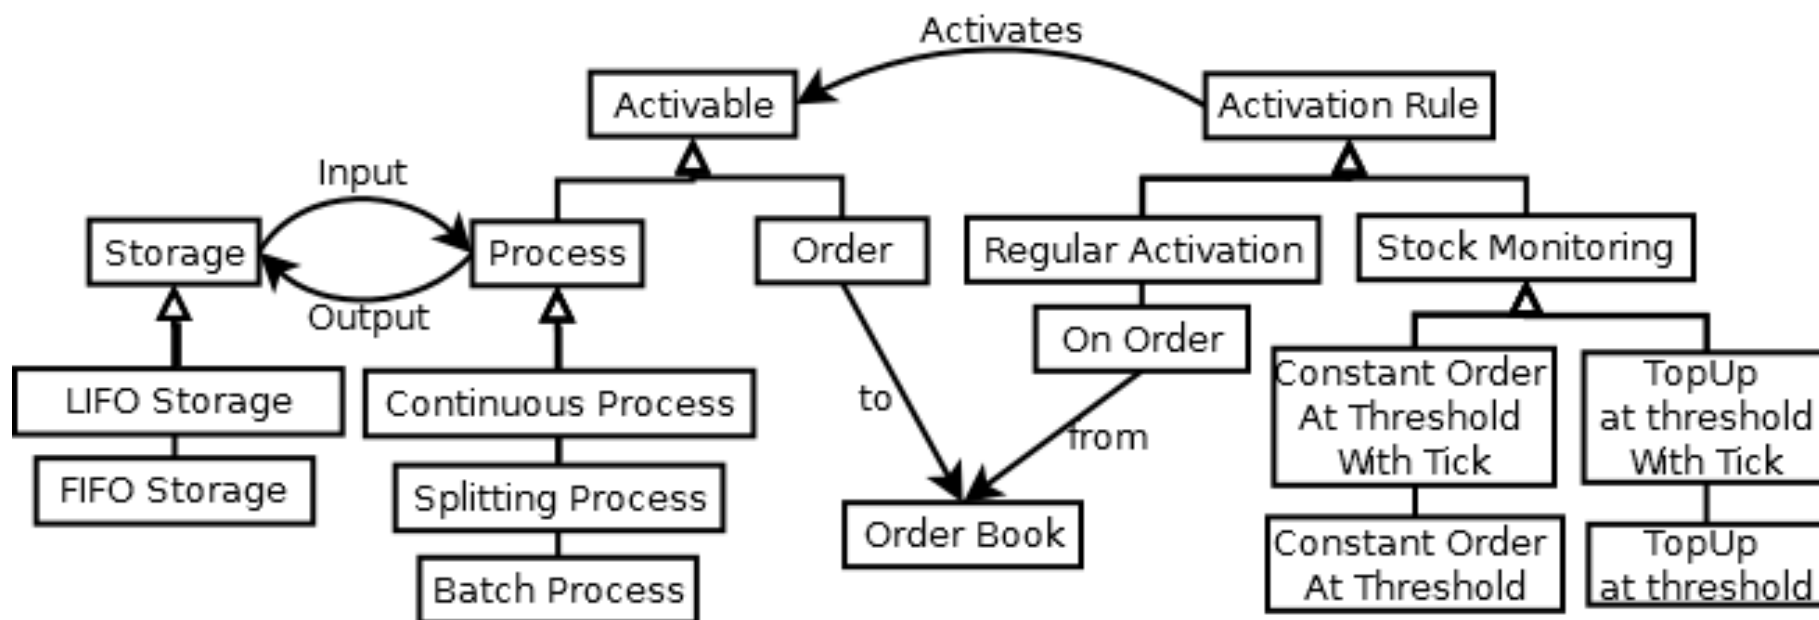 Activates
Activable
Activation Rule
Input
Storage
Process
Order
Regular Activation
Stock Monitoring
Output
On Order
LIFO Storage
Continuous Process
to
from
Constant Order
At Threshold
With Tick
TopUp
at threshold
With Tick
FIFO Storage
Splitting Process
Order Book
Constant Order
At Threshold
TopUp
at threshold
Batch Process